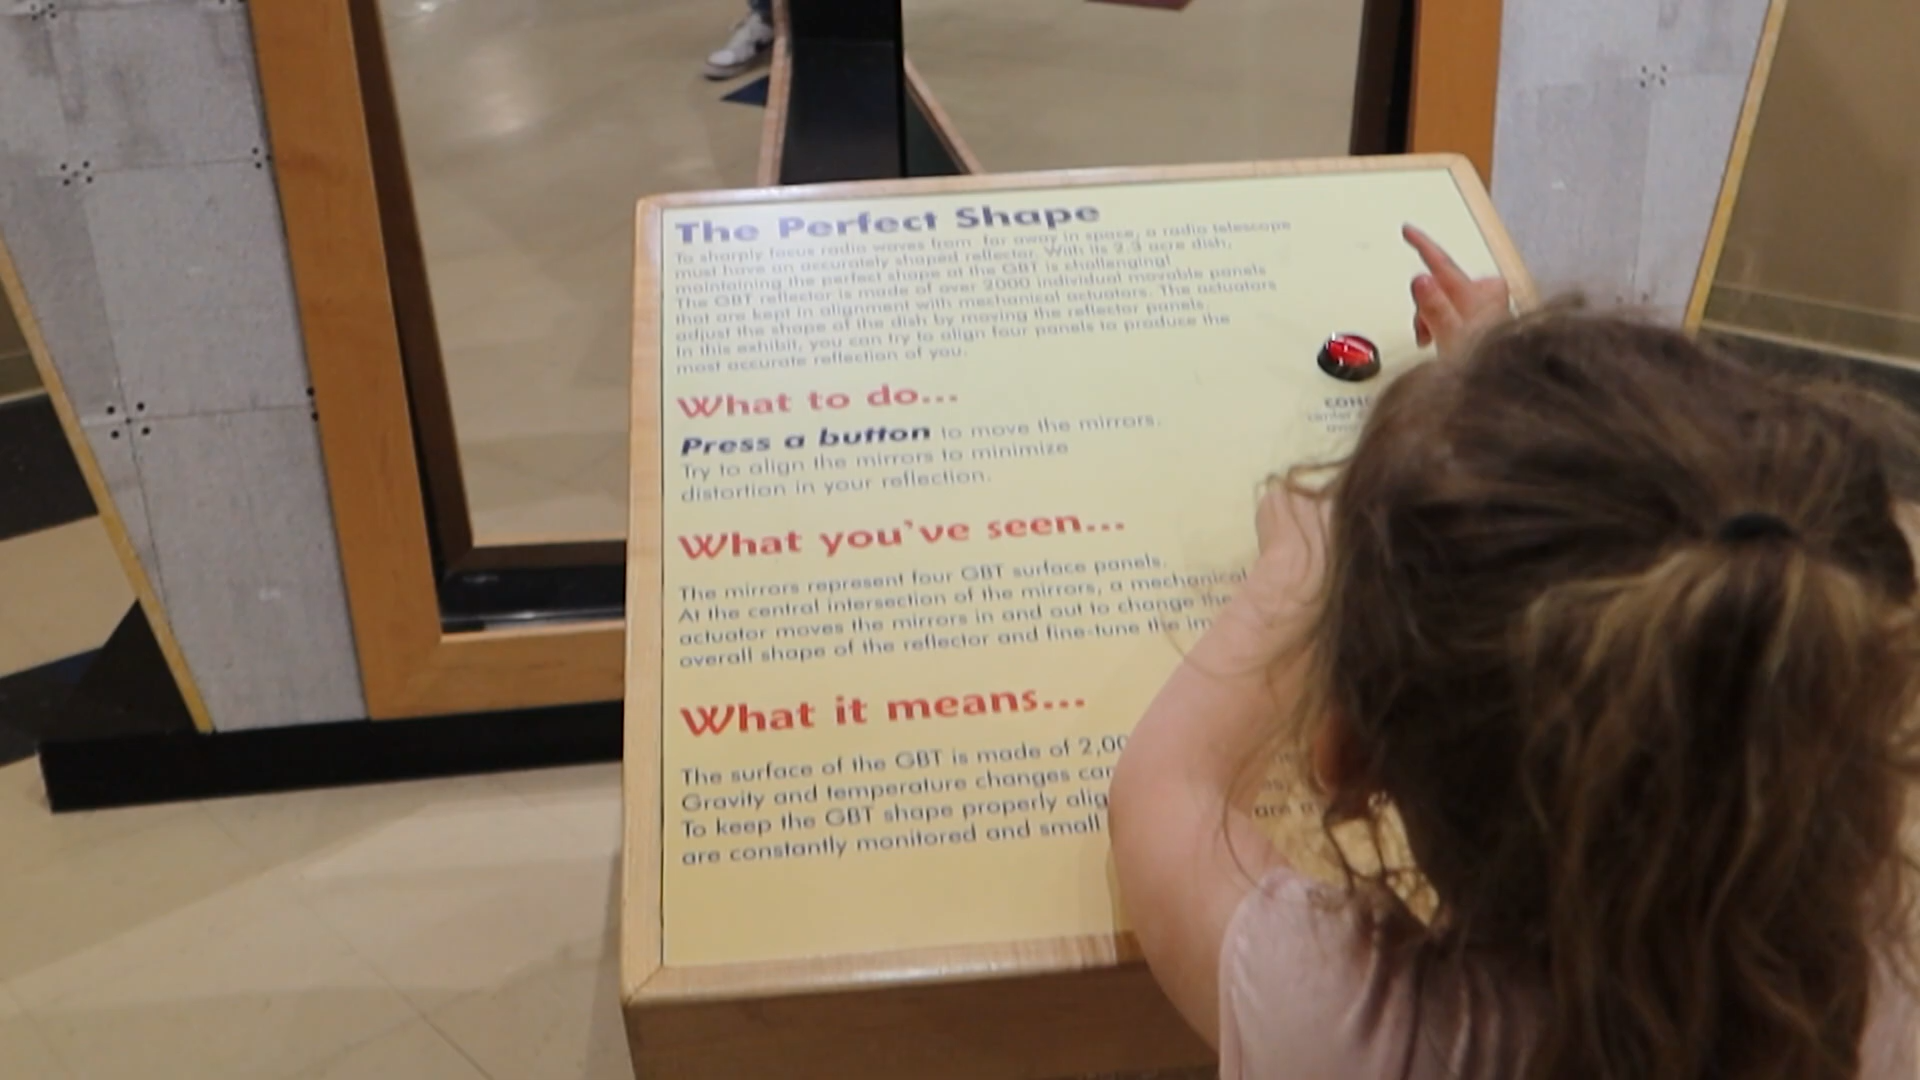 The Perfect Shape
To sharply focus radio waves from far away in space, a radio telescope
must have an accurately shaped reflector. With its 2.3 acre dish,
maintaining the perfect shape at the GBT is challenging!
The GBT reflector is made of over 2000 individual movable panels
that are kept in alignment with mechanical actuators. The actuators
adjust the shape of the dish by moving the reflector panels.
In this exhibit, you can try to align four panels to produce the
most accurate reflection of you.
What to do...
Press a button to move the mirrors.
Try to align the mirrors to minimize
distortion in your reflection.
What you've seen...
The mirrors represent four GBT surface panels.
At the central intersection of the mirrors, a mechanical
actuator moves the mirrors in and out to change the
overall shape of the reflector and fine-tune the im
What it means...
The surface of the GBT is made of 2,00
Gravity and temperature changes can
To keep the GBT shape properly alig
are constantly monitored and small
CONC
center